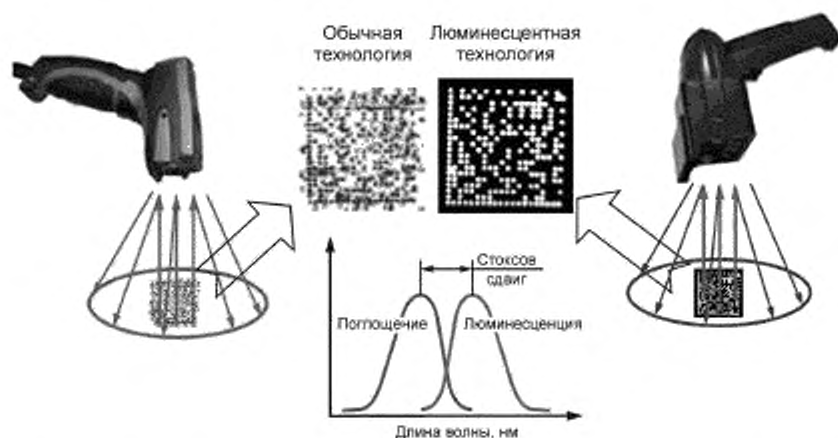 Обычная
технология
Люминесцентная
технология
Стоксов
сдвиг
Поглощение
Люминесценция
Длина волны, нм